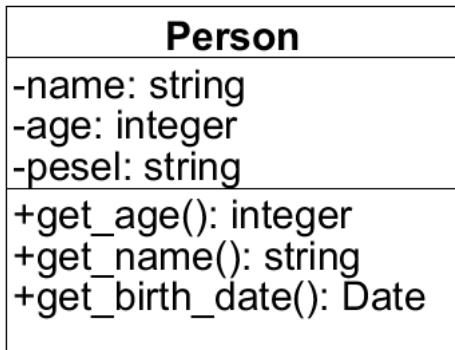 Person
-name: string
-age: integer
-pesel: string
+get_age(): integer
+get_name(): string
+get_birth_date(): Date